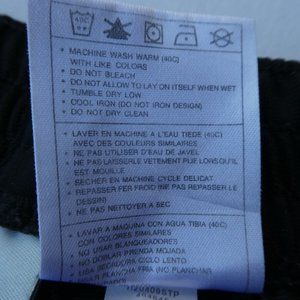 40C
• MACHINE WASH WARM (40C)
WITH LIKE COLORS
• DO NOT BLEACH
• DO NOT ALLOW TO LAY ON ITSELF WHEN WET
• TUMBLE DRY LOW
• COOL IRON (DO NOT IRON DESIGN)
• DO NOT DRY CLEAN
• LAVER EN MACHINE A L'EAU TIEDE (40C)
AVEC DES COULEURS SIMILAIRES
• NE PAS UTILISER D'EAU DE JAVEL
• NE PAS LAISSER LE VETEMENT PLIE LORSQU'IL
EST MOUILLE
• SECHER EN MACHINE CYCLE DELICAT
• REPASSER FER FROID (NE PAS REPASSER LE
DESSIN)
• NE PAS NETTOYER A SEC
• LAVAR A MAQUINA CON AGUA TIBIA (40C)
CON COLORES SIMILARES
• NO USAR BLANQUEADORES
• NO DOBLAR PRENDA MOJADA
• USA SECADORA CICLO LENTO
• USAR PLANCHA FRIA (NO PLANCHAR